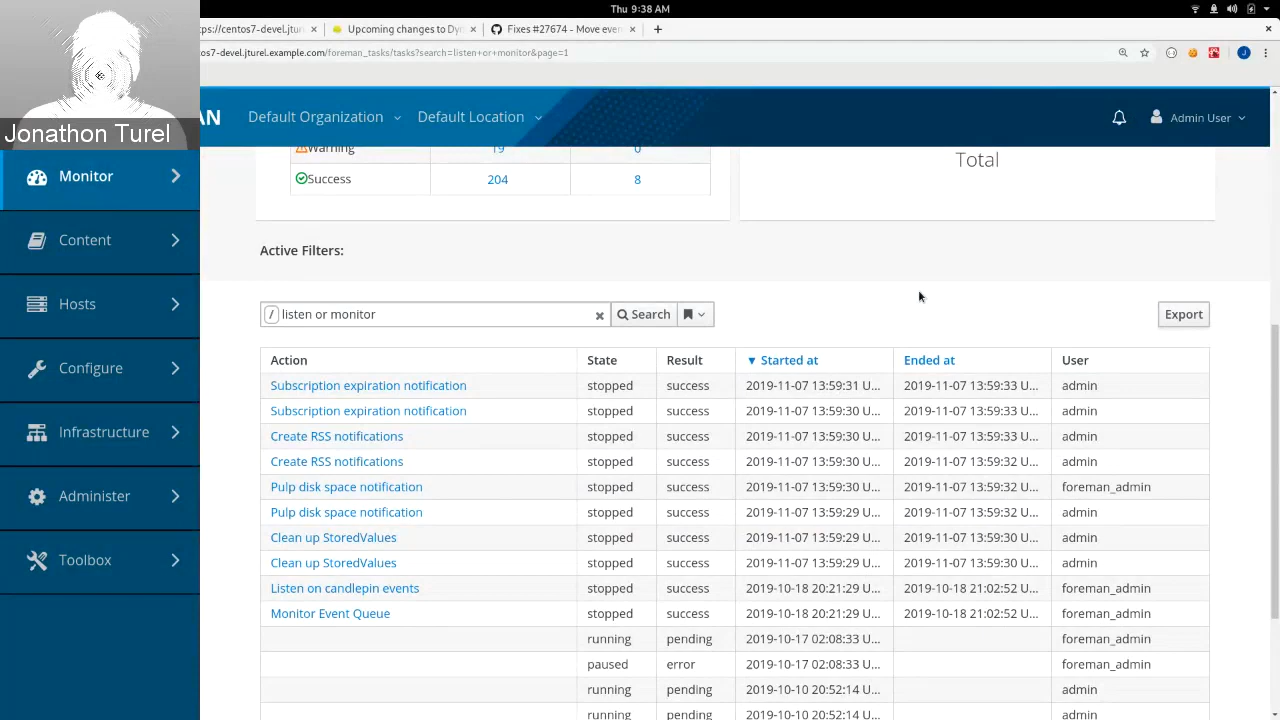 Thu 9:38 AM
ps://centos7-devel.jturel.example.com/ Upcoming changes to Dyn Fixes #27674 - Move even
os7-devel.jturel.example.com/foreman_tasks/tasks?search=listen+or+monitor&page=1
J
AN Default Organization Default Location Admin User
Jonathon Turel
Monitor
Content
Hosts
Configure
Infrastructure
Administer
Toolbox
Warning 19 0
Success 204 8
Total
Active Filters:
/ listen or monitor Search Export
Action State Result ▼ Started at Ended at User
Subscription expiration notification stopped success 2019-11-07 13:59:31 U... 2019-11-07 13:59:33 U... admin
Subscription expiration notification stopped success 2019-11-07 13:59:30 U... 2019-11-07 13:59:33 U... admin
Create RSS notifications stopped success 2019-11-07 13:59:30 U... 2019-11-07 13:59:33 U... admin
Create RSS notifications stopped success 2019-11-07 13:59:30 U... 2019-11-07 13:59:32 U... admin
Pulp disk space notification stopped success 2019-11-07 13:59:30 U... 2019-11-07 13:59:32 U... foreman_admin
Pulp disk space notification stopped success 2019-11-07 13:59:29 U... 2019-11-07 13:59:32 U... admin
Clean up StoredValues stopped success 2019-11-07 13:59:29 U... 2019-11-07 13:59:30 U... admin
Clean up StoredValues stopped success 2019-11-07 13:59:29 U... 2019-11-07 13:59:30 U... admin
Listen on candlepin events stopped success 2019-10-18 20:21:29 U... 2019-10-18 21:02:52 U... foreman_admin
Monitor Event Queue stopped success 2019-10-18 20:21:29 U... 2019-10-18 21:02:52 U... foreman_admin
running pending 2019-10-17 02:08:33 U... foreman_admin
paused error 2019-10-17 02:08:33 U... foreman_admin
running pending 2019-10-10 20:52:14 U... admin
running pending 2019-10-10 20:52:14 U... admin